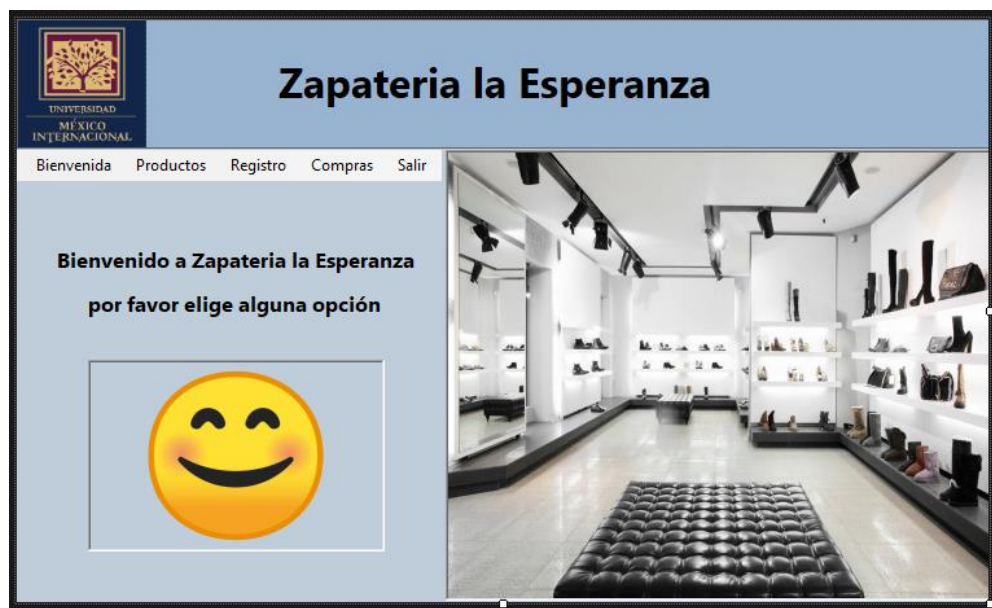 UNIVERSIDAD
MÉXICO
INTERNACIONAL
Zapateria la Esperanza
Bienvenida Productos Registro Compras Salir
Bienvenido a Zapateria la Esperanza
por favor elige alguna opción